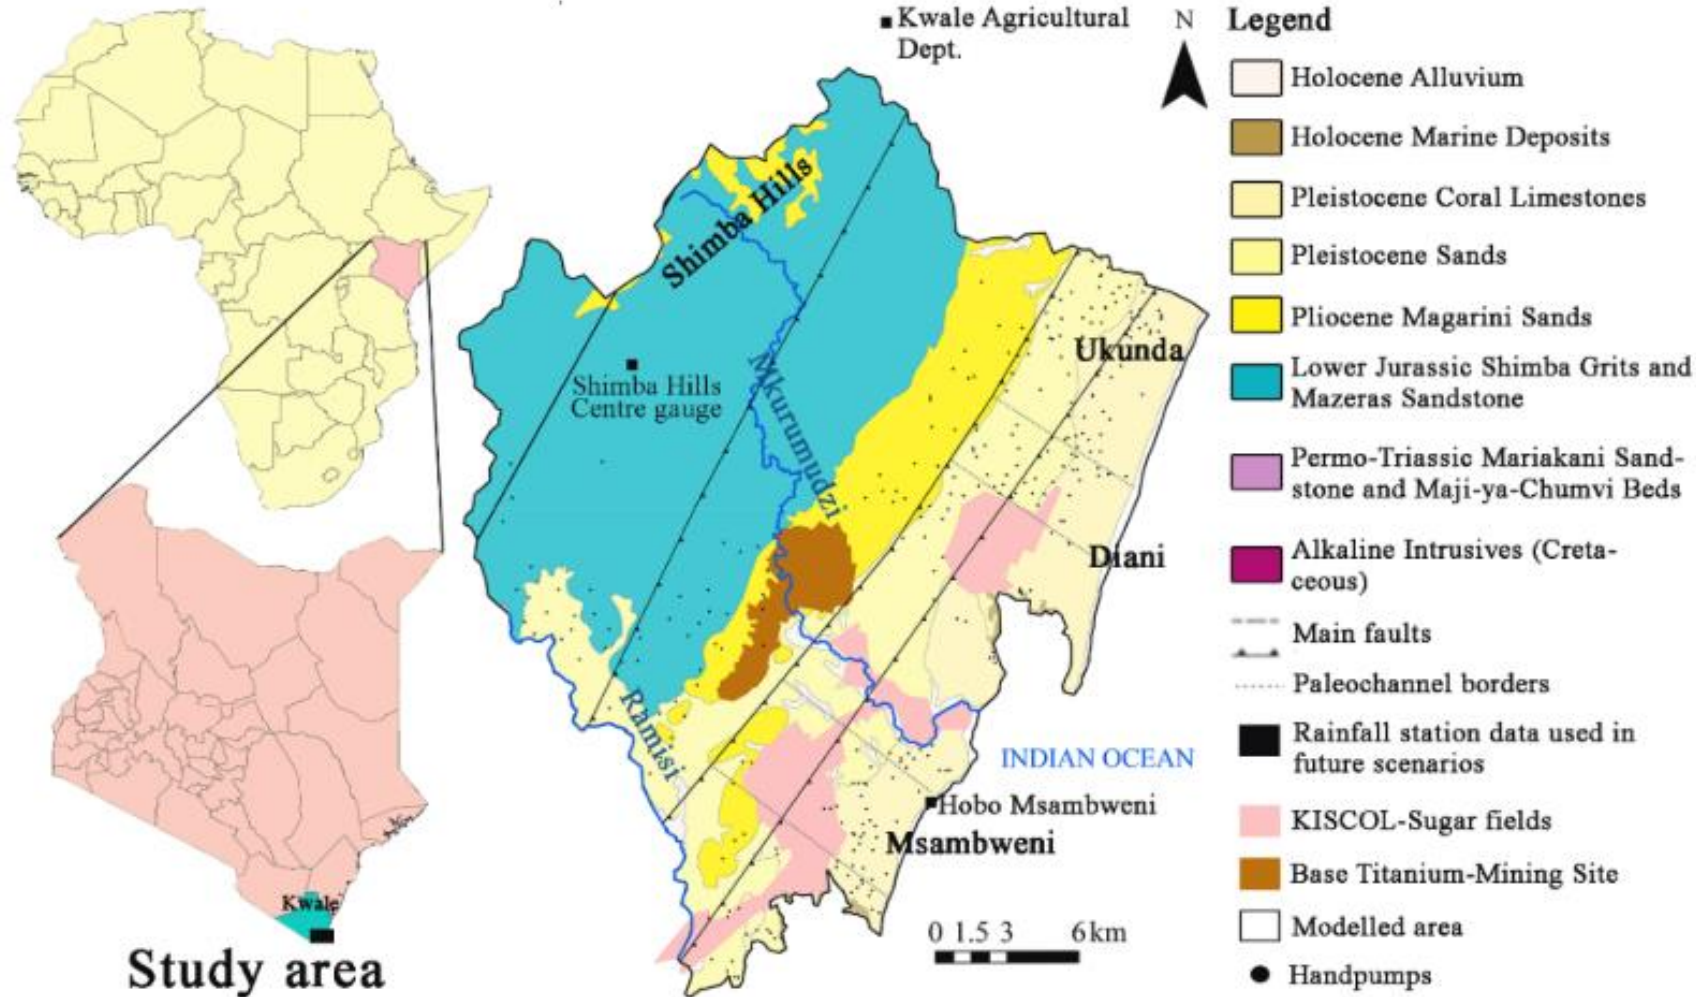 Kwale Agricultural
Dept.
N
Shimba Hills
Shimba Hills
Centre gauge
Mkurumudzi
Ukunda
Diani
Ramisi
INDIAN OCEAN
Hobo Msambweni
Msambweni
0 1.5 3 6 km
Kwale
Study area
Legend
Holocene Alluvium
Holocene Marine Deposits
Pleistocene Coral Limestones
Pleistocene Sands
Pliocene Magarini Sands
Lower Jurassic Shimba Grits and
Mazeras Sandstone
Permo-Triassic Mariakani Sand-
stone and Maji-ya-Chumvi Beds
Alkaline Intrusives (Creta-
ceous)
Main faults
Paleochannel borders
Rainfall station data used in
future scenarios
KISCOL-Sugar fields
Base Titanium-Mining Site
Modelled area
Handpumps